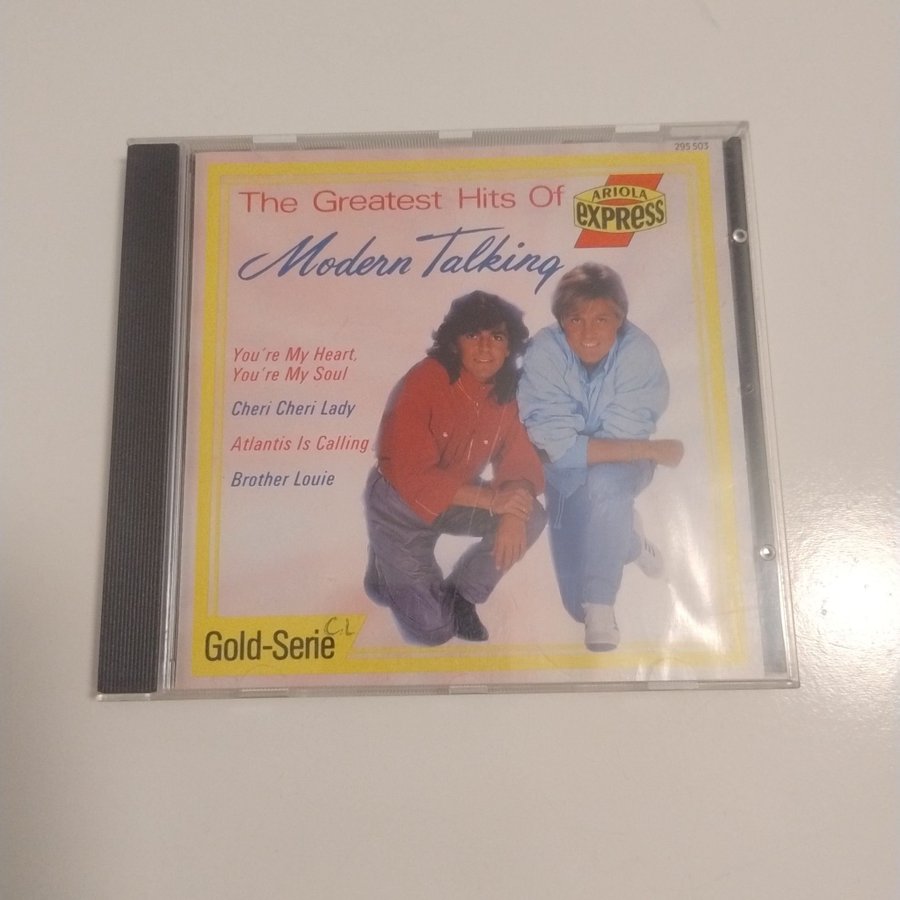 295 503
The Greatest Hits Of
ARIOLA
eXPRESS
Modern Talking
You're My Heart,
You're My Soul
Cheri Cheri Lady
Atlantis Is Calling
Brother Louie
C.L
Gold-Serie